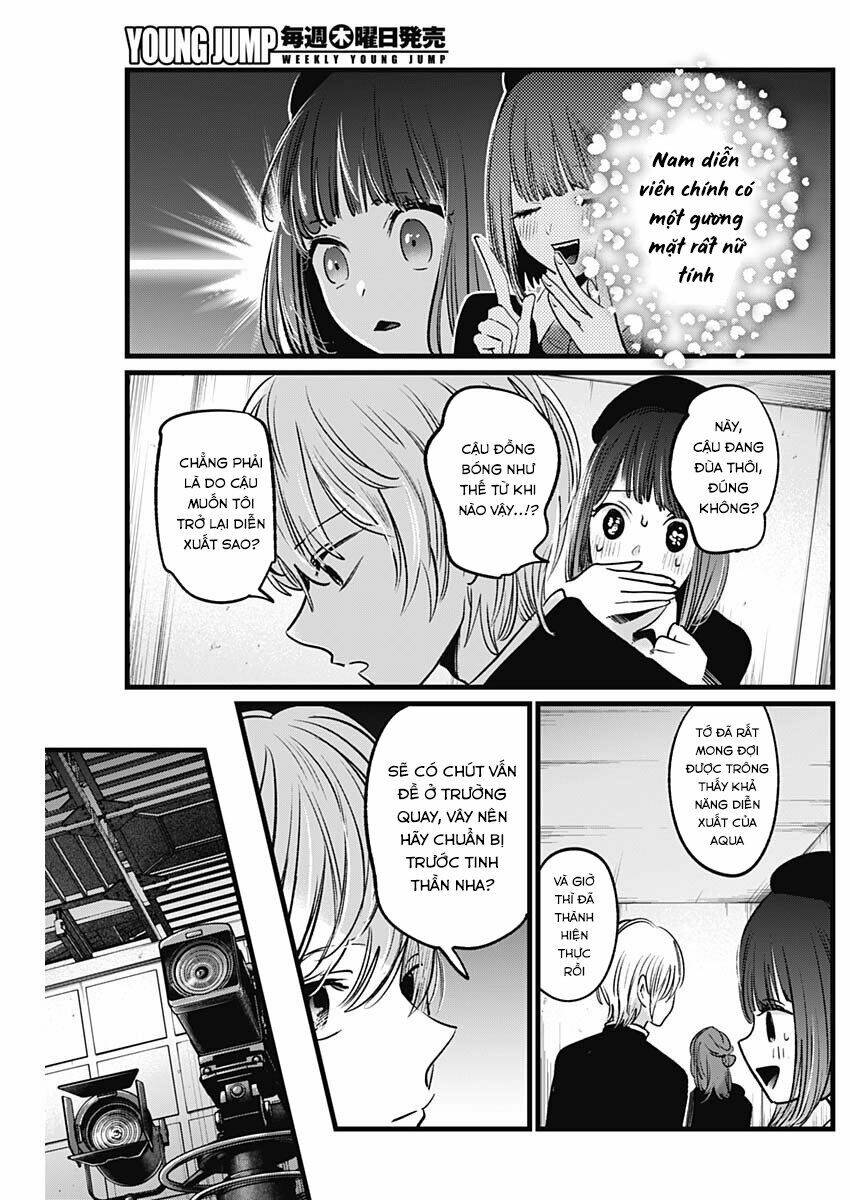 YOUNG JUMP 毎週木曜日発売
WEEKLY YOUNG JUMP
Nam diễn
viên chính có
một gương
mặt rất nữ
tính
NÀY,
CẬU ĐANG
ĐÙA THÔI,
ĐÚNG
KHÔNG?
CẬU ĐỒNG
BÓNG NHƯ
THẾ TỪ KHI
NÀO VẬY..!?
CHẲNG PHẢI
LÀ DO CẬU
MUỐN TÔI
TRỞ LẠI DIỄN
XUẤT SAO?
TỚ ĐÃ RẤT
MONG ĐỢI
ĐƯỢC TRÔNG
THẤY KHẢ
NĂNG DIỄN
XUẤT CỦA
AQUA
VÀ GIỜ
THÌ ĐÃ
THÀNH
HIỆN
THỰC
RỒI
SẼ CÓ CHÚT VẤN
ĐỀ Ở TRƯỜNG
QUAY, VẬY NÊN
HÃY CHUẨN BỊ
TRƯỚC TINH
THẦN NHA?